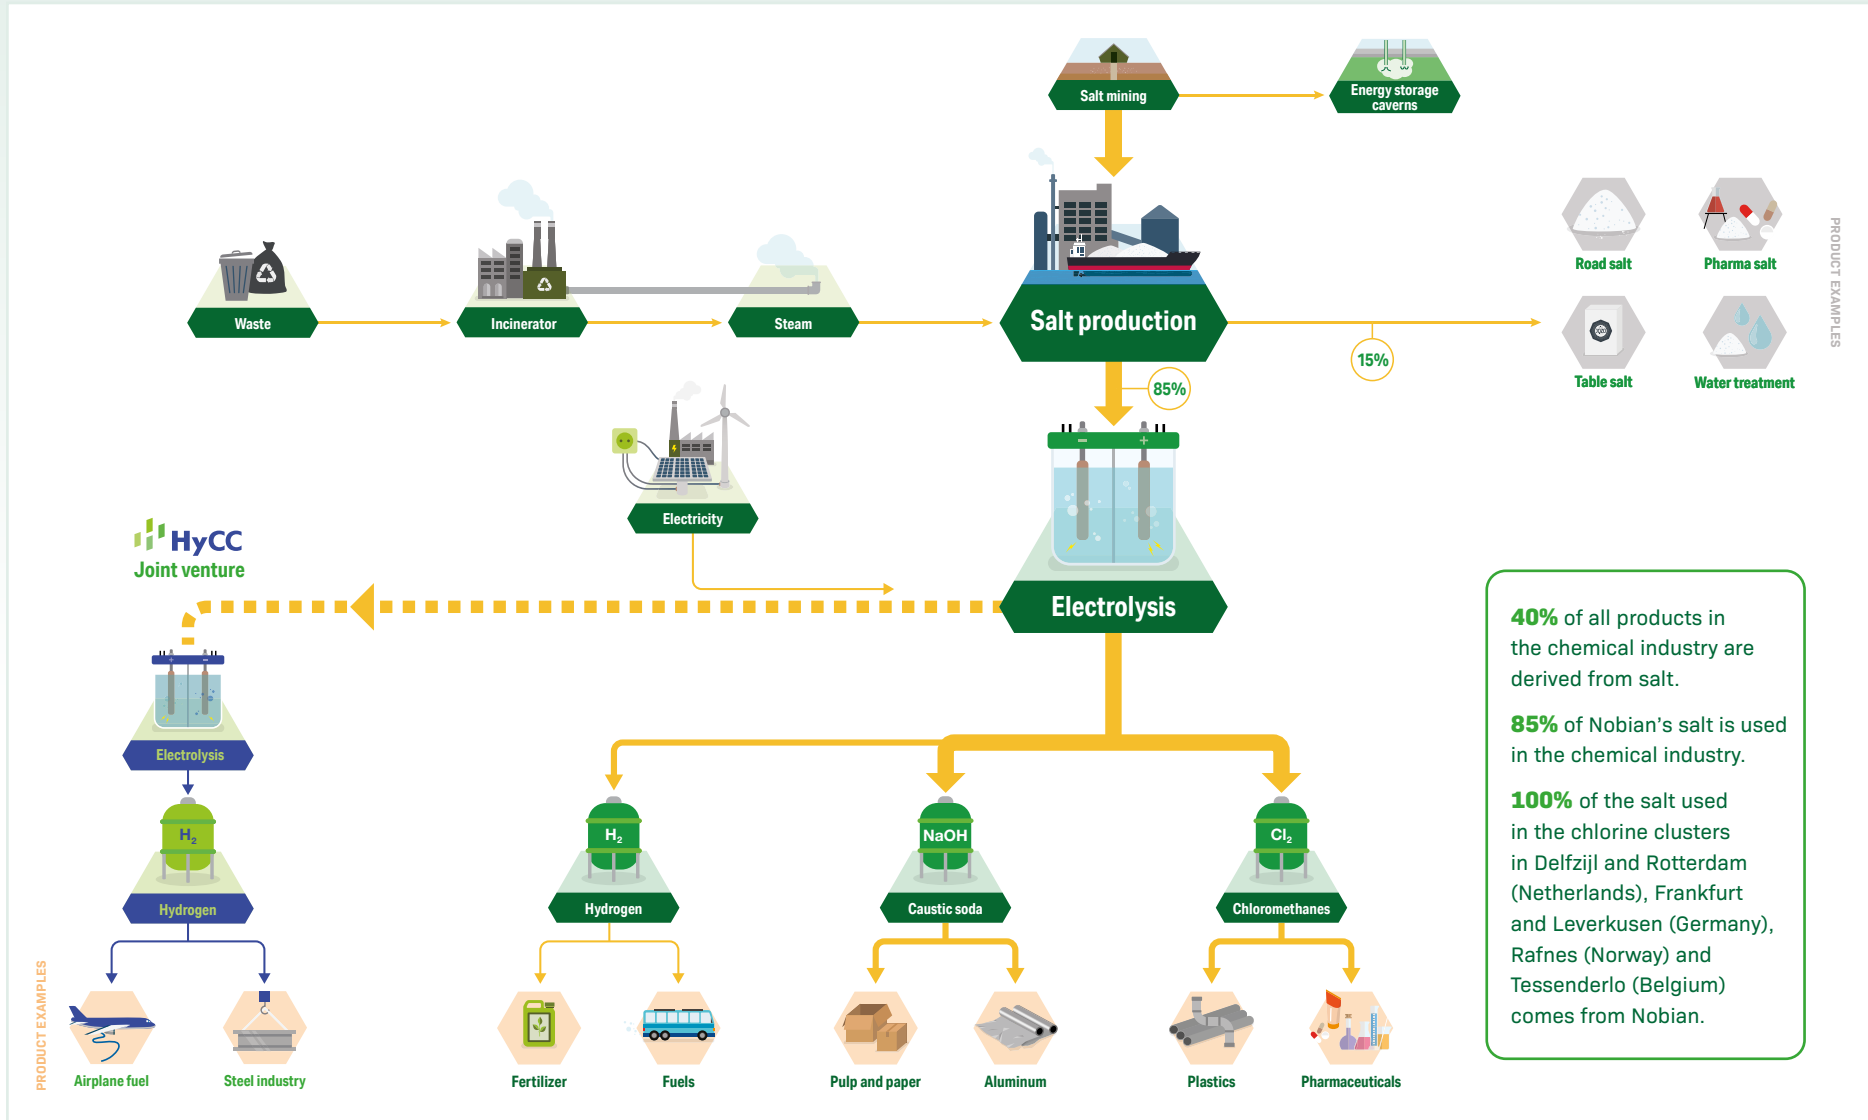 Salt mining
Energy storage
caverns
PRODUCT EXAMPLES
Road salt
Pharma salt
Waste
Incinerator
Steam
Salt production
15%
Table salt
Water treatment
85%
Electricity
HyCC
Joint venture
Electrolysis
40% of all products in
the chemical industry are
derived from salt.
85% of Nobian's salt is used
in the chemical industry.
100% of the salt used
in the chlorine clusters
in Delfzijl and Rotterdam
(Netherlands), Frankfurt
and Leverkusen (Germany),
Rafnes (Norway) and
Tessenderlo (Belgium)
comes from Nobian.
Electrolysis
H2
H2
NaOH
Cl2
Hydrogen
Hydrogen
Caustic soda
Chloromethanes
PRODUCT EXAMPLES
Airplane fuel
Steel industry
Fertilizer
Fuels
Pulp and paper
Aluminum
Plastics
Pharmaceuticals